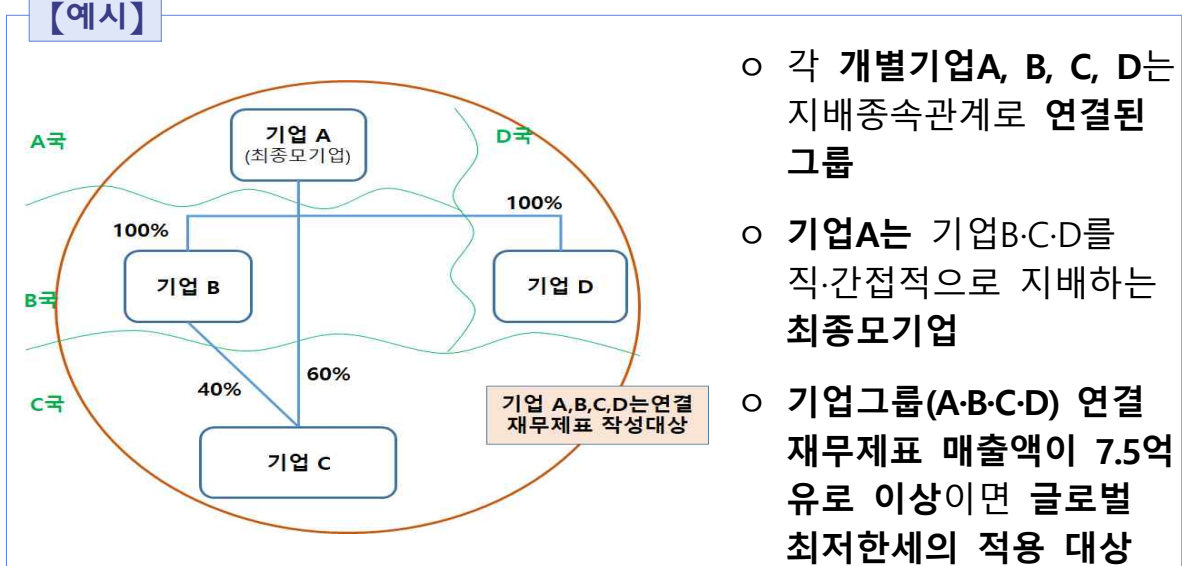 【예시】
A국
기업 A
(최종모기업)
D국
100%
100%
기업 B
기업 D
B국
40%
60%
C국
기업 A,B,C,D는연결
재무제표 작성대상
기업 C
ㅇ 각 개별기업A, B, C, D는
지배종속관계로 연결된
그룹
ㅇ 기업A는 기업B·C·D를
직·간접적으로 지배하는
최종모기업
ㅇ 기업그룹(A·B·C·D) 연결
재무제표 매출액이 7.5억
유로 이상이면 글로벌
최저한세의 적용 대상